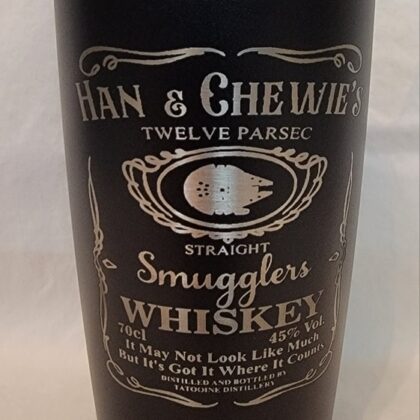 HAN & CHEWIE's
TWELVE PARSEC
STRAIGHT
Smugglers
WHISKEY
70cl 45% Vol.
It May Not Look Like Much
But It's Got It Where It Counts
DISTILLED AND BOTTLED BY
TATOOINE DISTILLERY